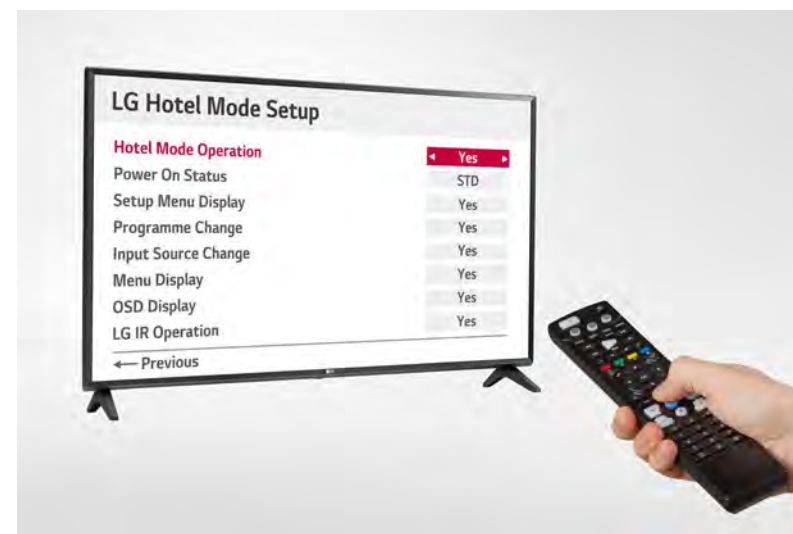 LG Hotel Mode Setup
Hotel Mode Operation Yes
Power On Status STD
Setup Menu Display Yes
Programme Change Yes
Input Source Change Yes
Menu Display Yes
OSD Display Yes
LG IR Operation Yes
← Previous